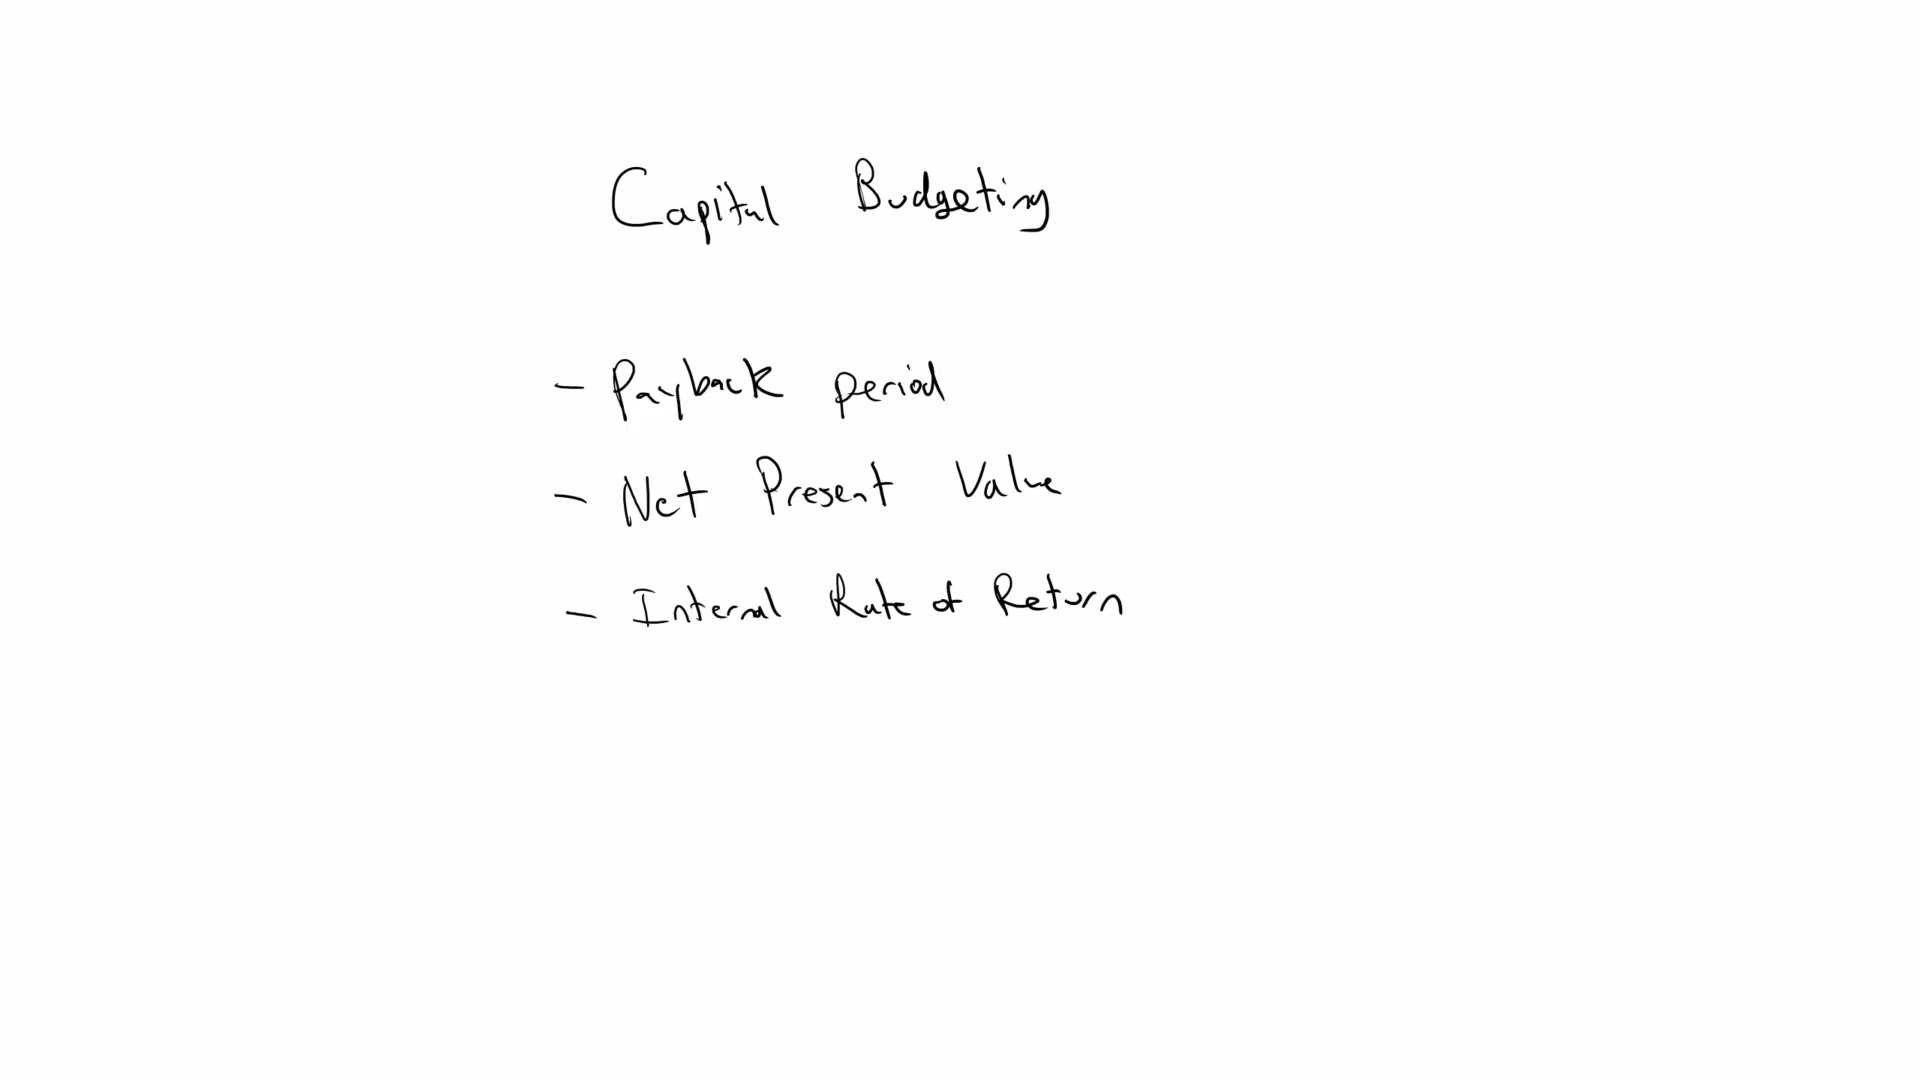 Capital Budgeting
- Payback period
- Net Present Value
- Internal Rate of Return